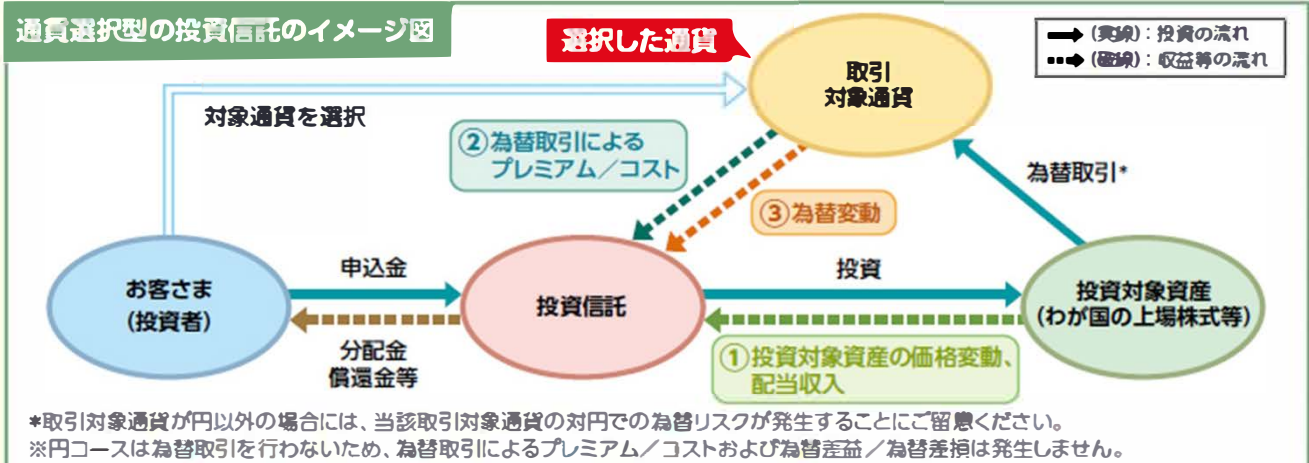 通貨選択型の投資信託のイメージ図
選択した通貨
(実線)：投資の流れ
(破線)：収益等の流れ
取引
対象通貨
対象通貨を選択
②為替取引による
プレミアム／コスト
為替取引*
③為替変動
お客さま
(投資者)
申込金
投資信託
投資
投資対象資産
(わが国の上場株式等)
分配金
償還金等
①投資対象資産の価格変動、
配当収入
*取引対象通貨が円以外の場合には、当該取引対象通貨の対円での為替リスクが発生することにご留意ください。
※円コースは為替取引を行わないため、為替取引によるプレミアム／コストおよび為替差益／為替差損は発生しません。